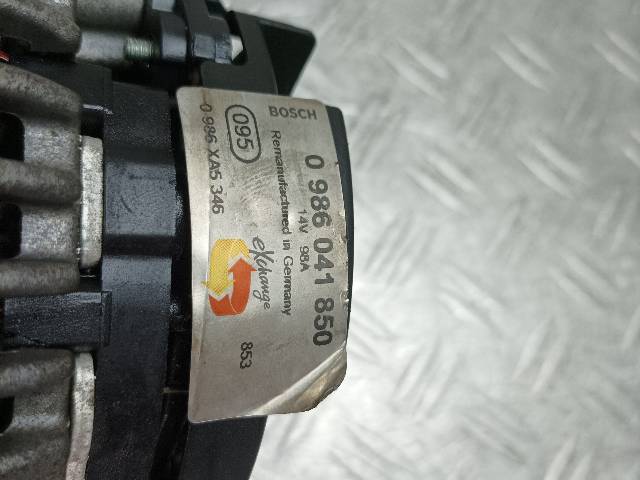 BOSCH
0 986 041 850
14V 98A
Remanufactured in Germany
095
eXchange
0 986 XA5 346
853